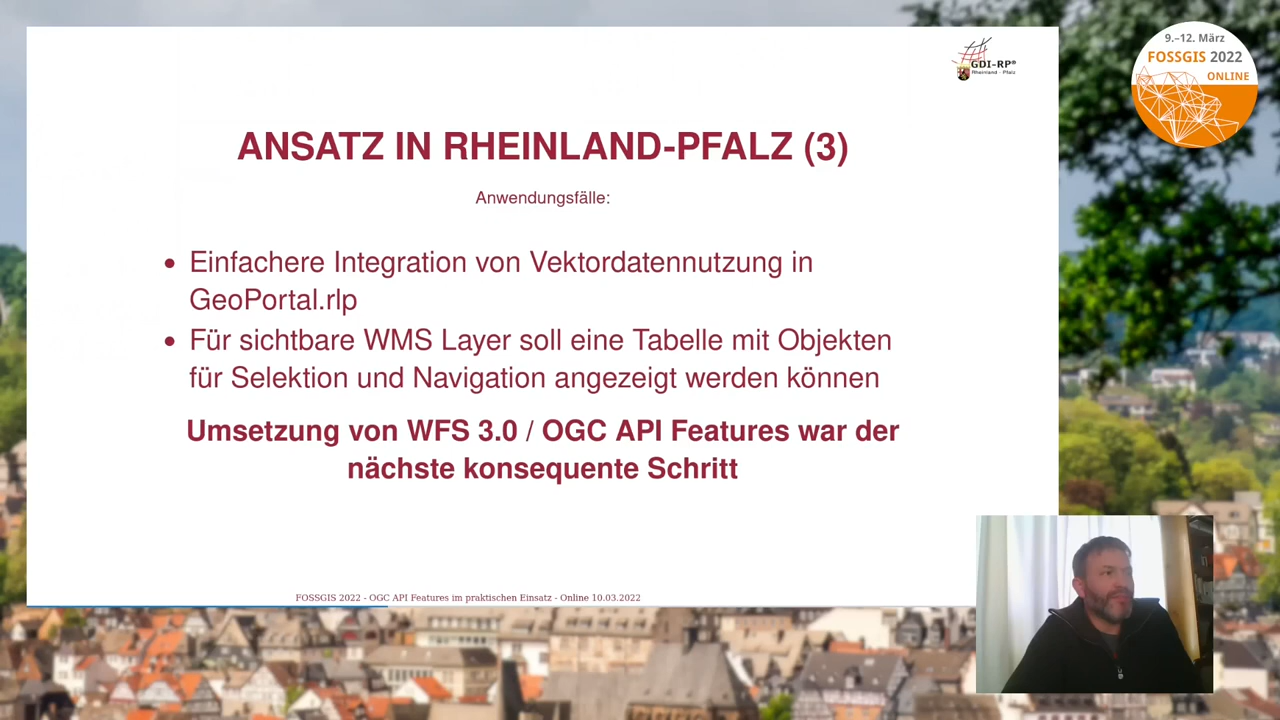 GDI-RP®
Rheinland - Pfalz
9.–12. März
FOSSGIS 2022
ONLINE
ANSATZ IN RHEINLAND-PFALZ (3)
Anwendungsfälle:
• Einfachere Integration von Vektordatennutzung in
GeoPortal.rlp
• Für sichtbare WMS Layer soll eine Tabelle mit Objekten
für Selektion und Navigation angezeigt werden können
Umsetzung von WFS 3.0 / OGC API Features war der
nächste konsequente Schritt
FOSSGIS 2022 - OGC API Features im praktischen Einsatz - Online 10.03.2022